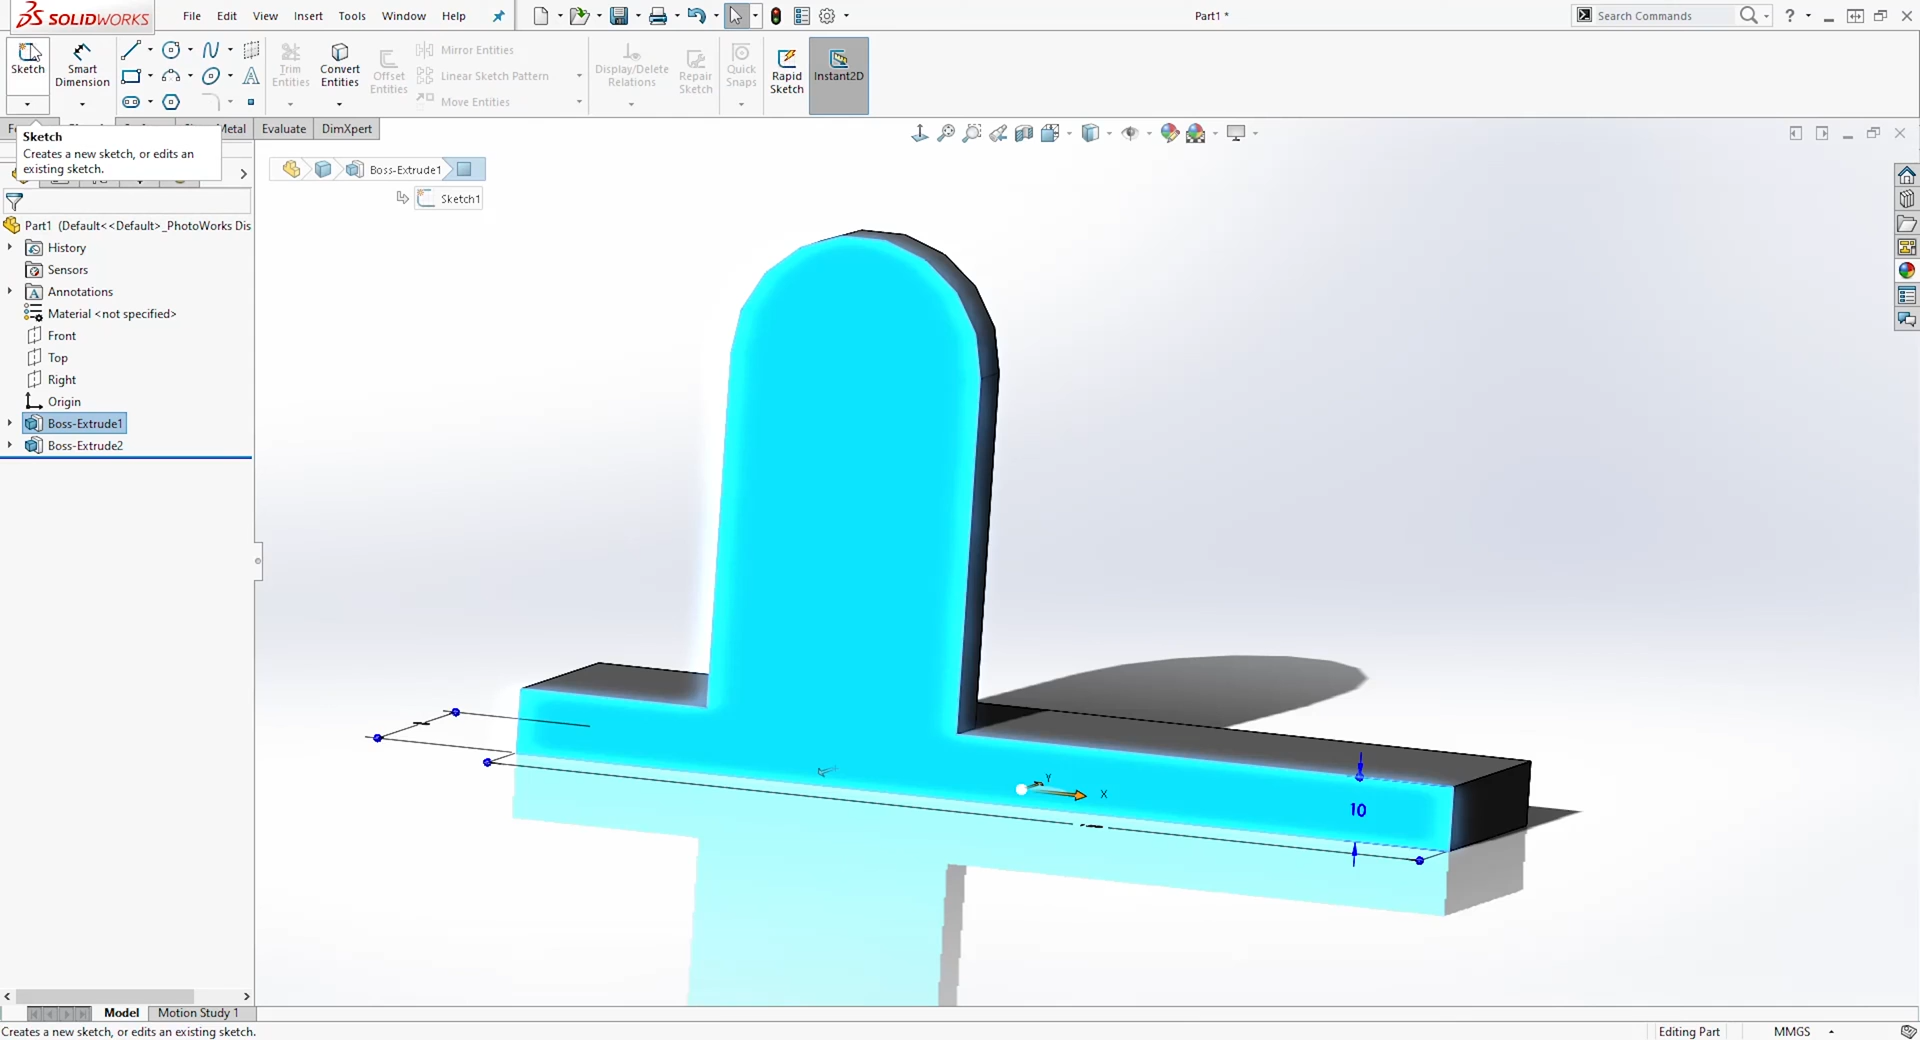 SOLIDWORKS
File Edit View Insert Tools Window Help
Part1 *
Search Commands
Sketch
Smart Dimension
Trim Entities
Convert Entities
Offset Entities
Mirror Entities
Linear Sketch Pattern
Move Entities
Display/Delete Relations
Repair Sketch
Quick Snaps
Rapid Sketch
Instant2D
Metal
Evaluate
DimXpert
Sketch
Creates a new sketch, or edits an
existing sketch.
Boss-Extrude1
Sketch1
Part1 (Default<<Default>_PhotoWorks Dis
History
Sensors
Annotations
Material <not specified>
Front
Top
Right
Origin
Boss-Extrude1
Boss-Extrude2
Y
X
10
Model
Motion Study 1
Creates a new sketch, or edits an existing sketch.
Editing Part
MMGS